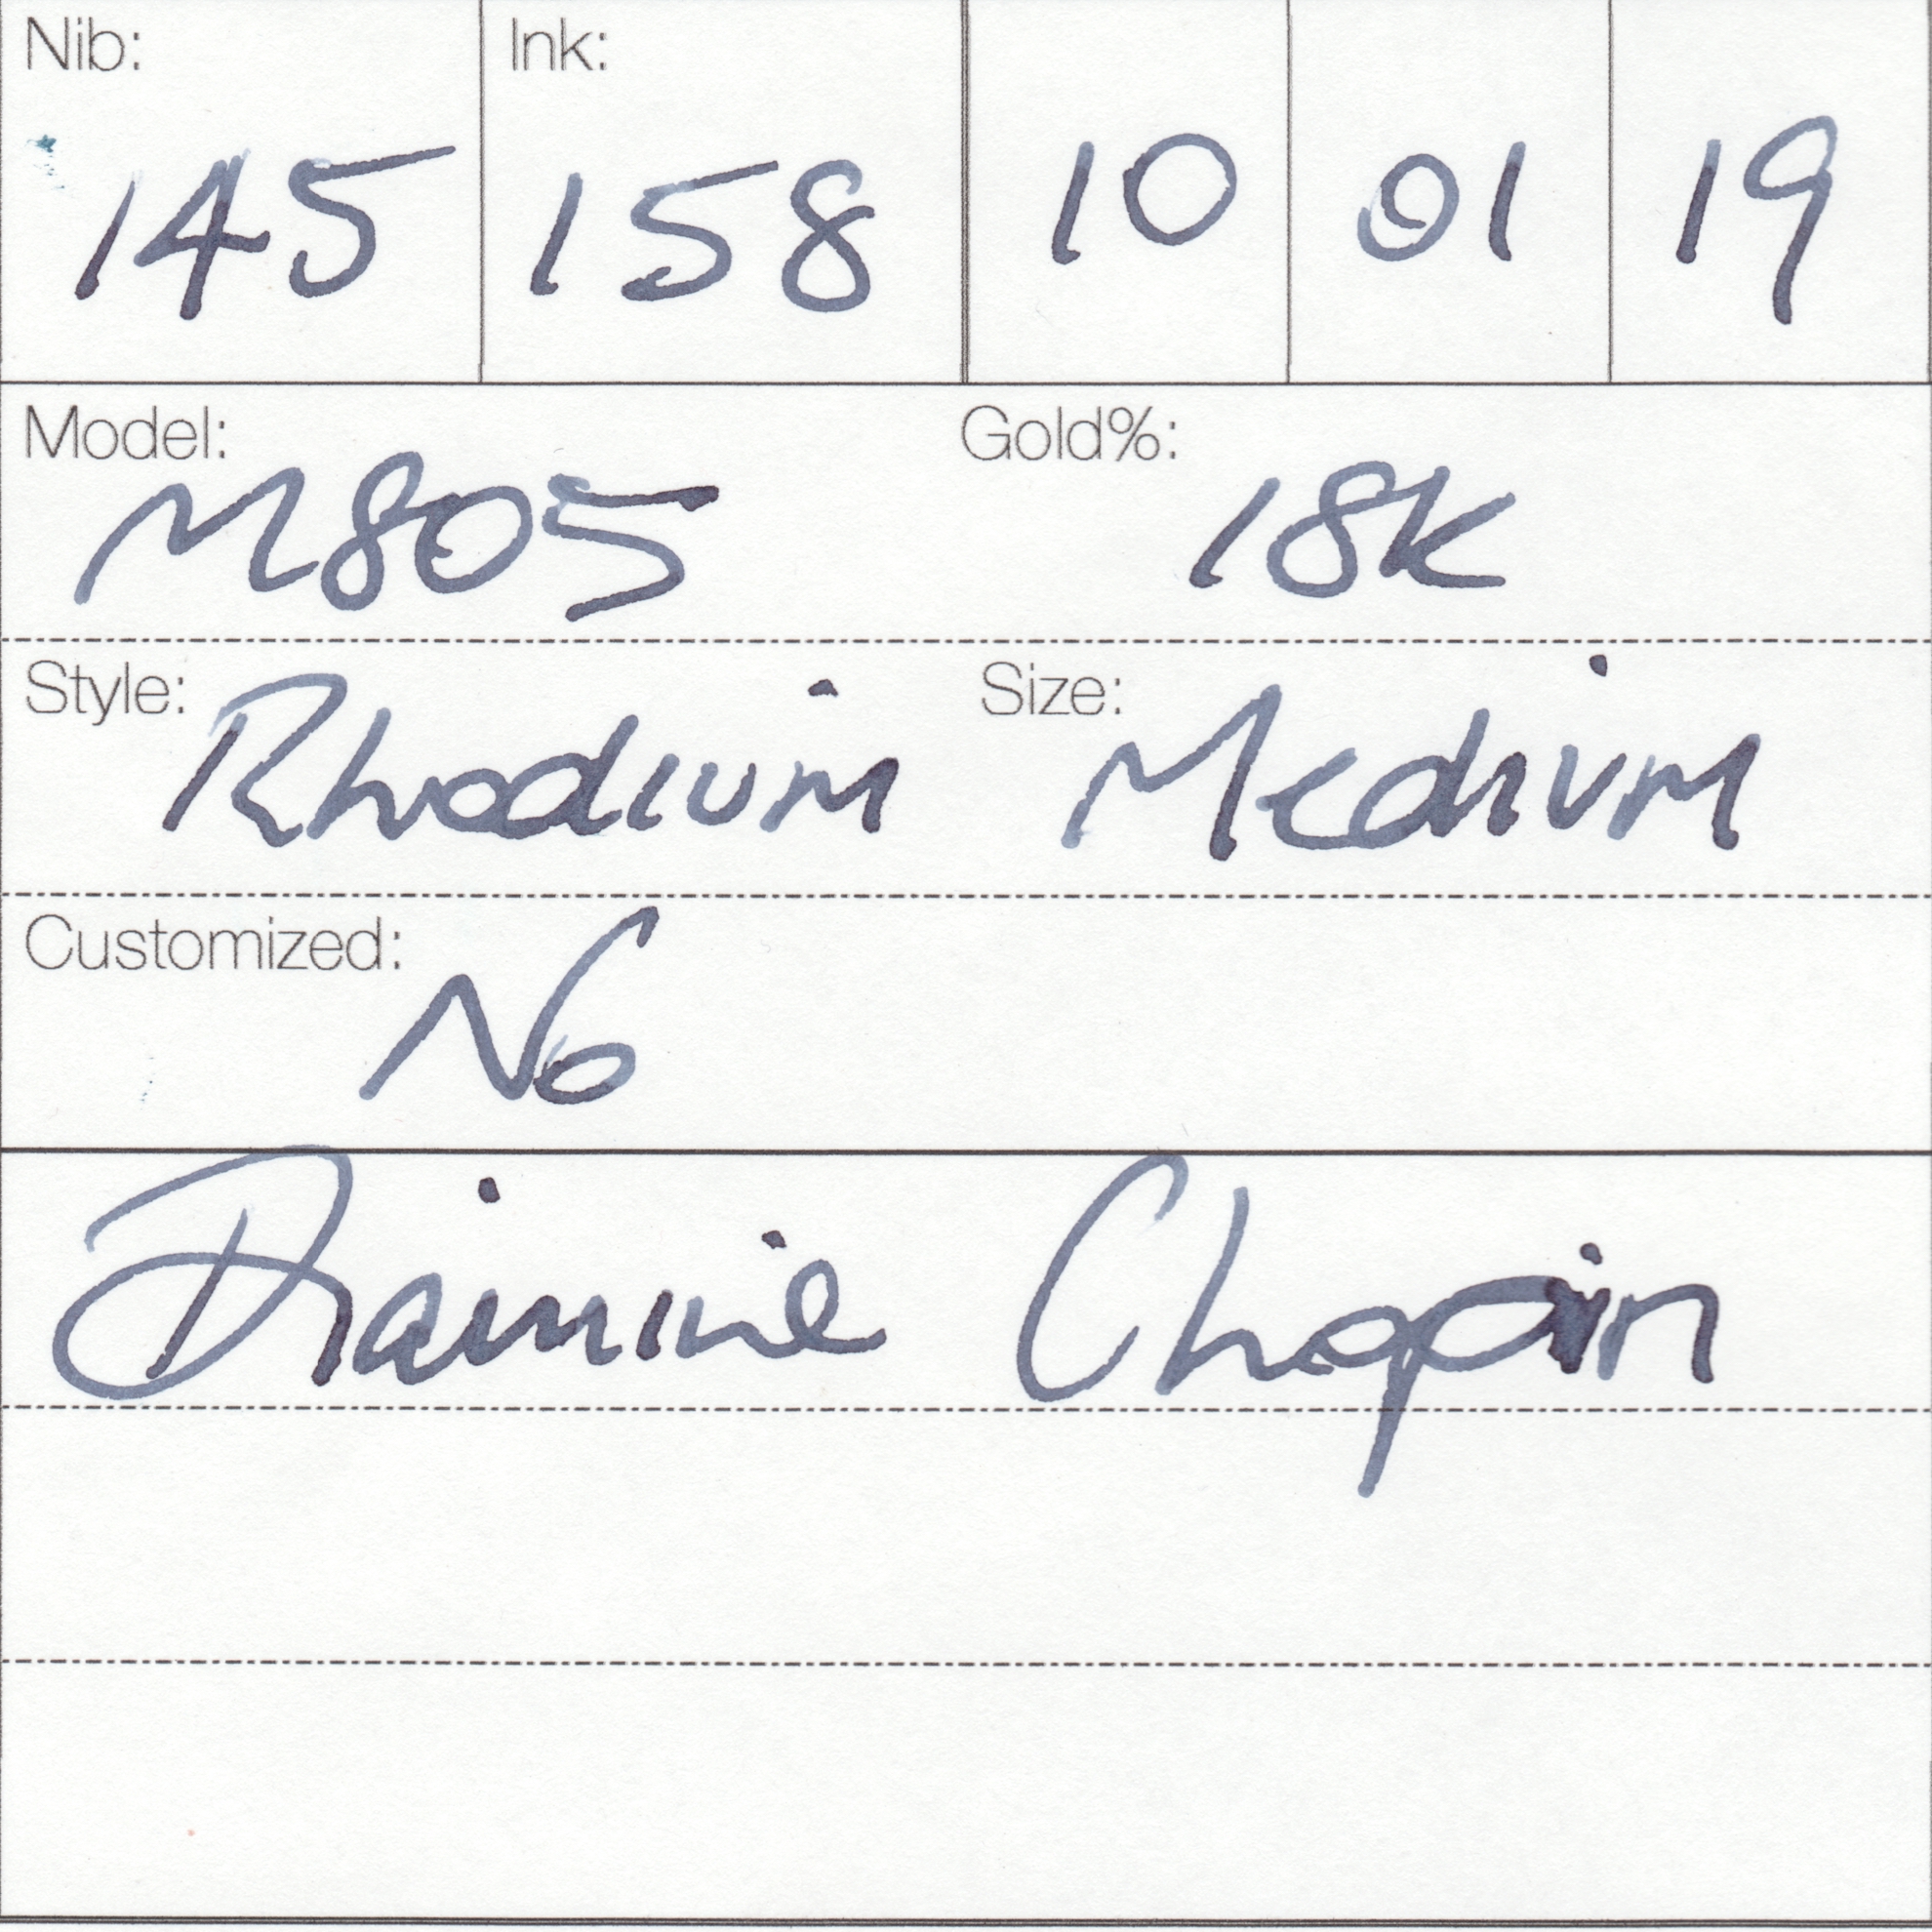 Nib: Ink:
145 158 10 01 19
Model: M805 Gold%: 18K
Style: Rhodium Size: Medium
Customized: No
Diamine Chopin